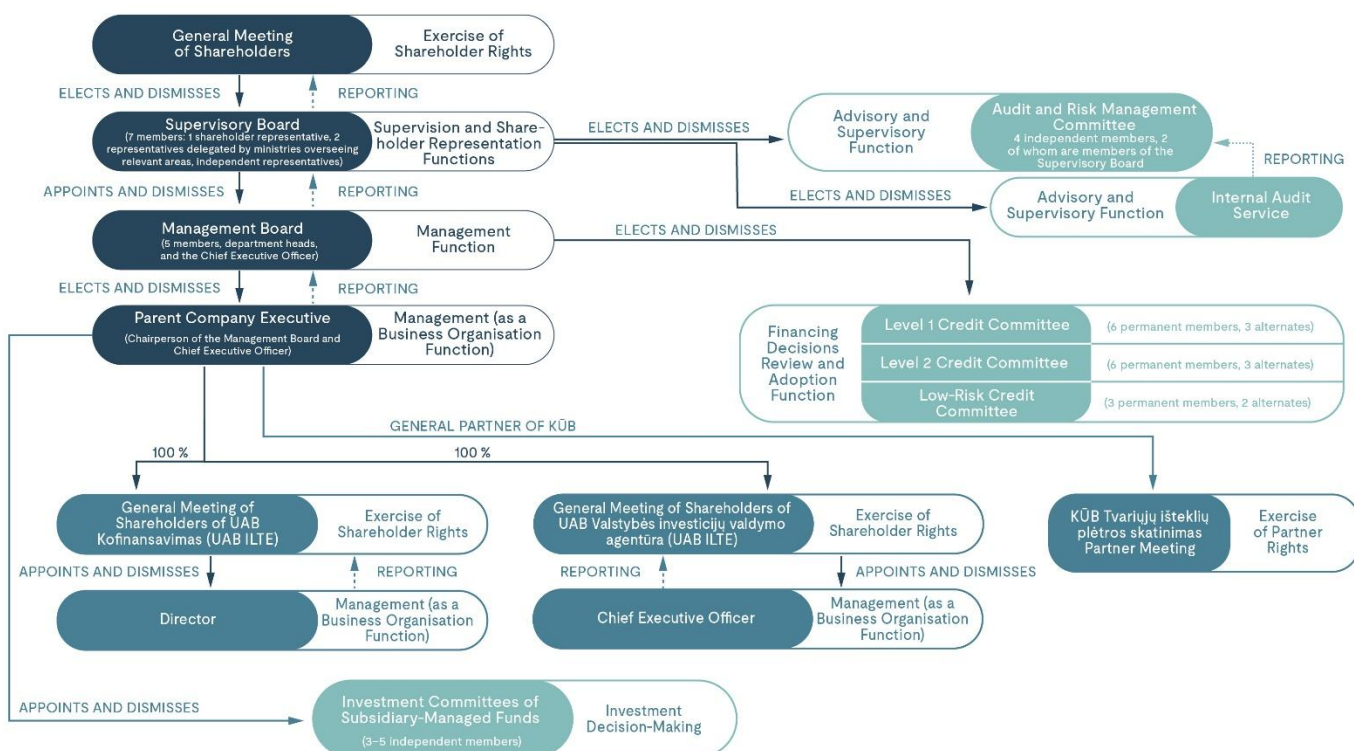 General Meeting
of Shareholders
Exercise of
Shareholder Rights
ELECTS AND DISMISSES
REPORTING
Supervisory Board
(7 members: 1 shareholder representative, 2
representatives delegated by ministries overseeing
relevant areas, independent representatives)
Supervision and Share-
holder Representation
Functions
ELECTS AND DISMISSES
Advisory and
Supervisory
Function
Audit and Risk Management
Committee
4 independent members, 2
of whom are members of the
Supervisory Board
REPORTING
APPOINTS AND DISMISSES
REPORTING
ELECTS AND DISMISSES
Advisory and
Supervisory Function
Internal Audit
Service
Management Board
(5 members, department heads,
and the Chief Executive Officer)
Management
Function
ELECTS AND DISMISSES
ELECTS AND DISMISSES
REPORTING
Parent Company Executive
(Chairperson of the Management Board and
Chief Executive Officer)
Management (as a
Business Organisation
Function)
Financing
Decisions
Review and
Adoption
Function
Level 1 Credit Committee
(6 permanent members, 3 alternates)
Level 2 Credit Committee
(6 permanent members, 3 alternates)
Low-Risk Credit
Committee
(3 permanent members, 2 alternates)
GENERAL PARTNER OF KŪB
100 %
100 %
General Meeting of
Shareholders of UAB
Kofinansavimas (UAB ILTE)
Exercise of
Shareholder Rights
General Meeting of Shareholders of
UAB Valstybės investicijų valdymo
agentūra (UAB ILTE)
Exercise of
Shareholder Rights
KŪB Tvariųjų išteklių
plėtros skatinimas
Partner Meeting
Exercise
of Partner
Rights
APPOINTS AND DISMISSES
REPORTING
REPORTING
APPOINTS AND DISMISSES
Director
Management (as a
Business Organisation
Function)
Chief Executive Officer
Management (as a
Business Organisation
Function)
APPOINTS AND DISMISSES
Investment Committees of
Subsidiary-Managed Funds
(3–5 independent members)
Investment
Decision-Making